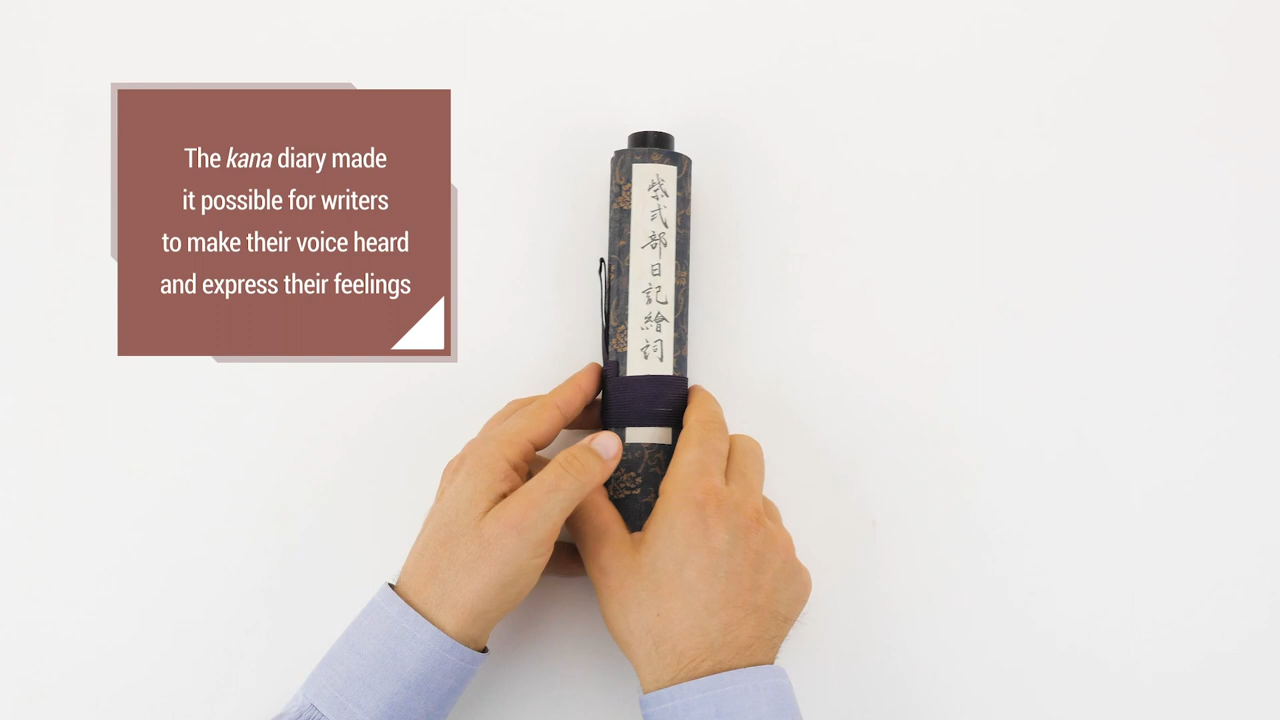 The kana diary made
it possible for writers
to make their voice heard
and express their feelings
紫式部日記繪詞